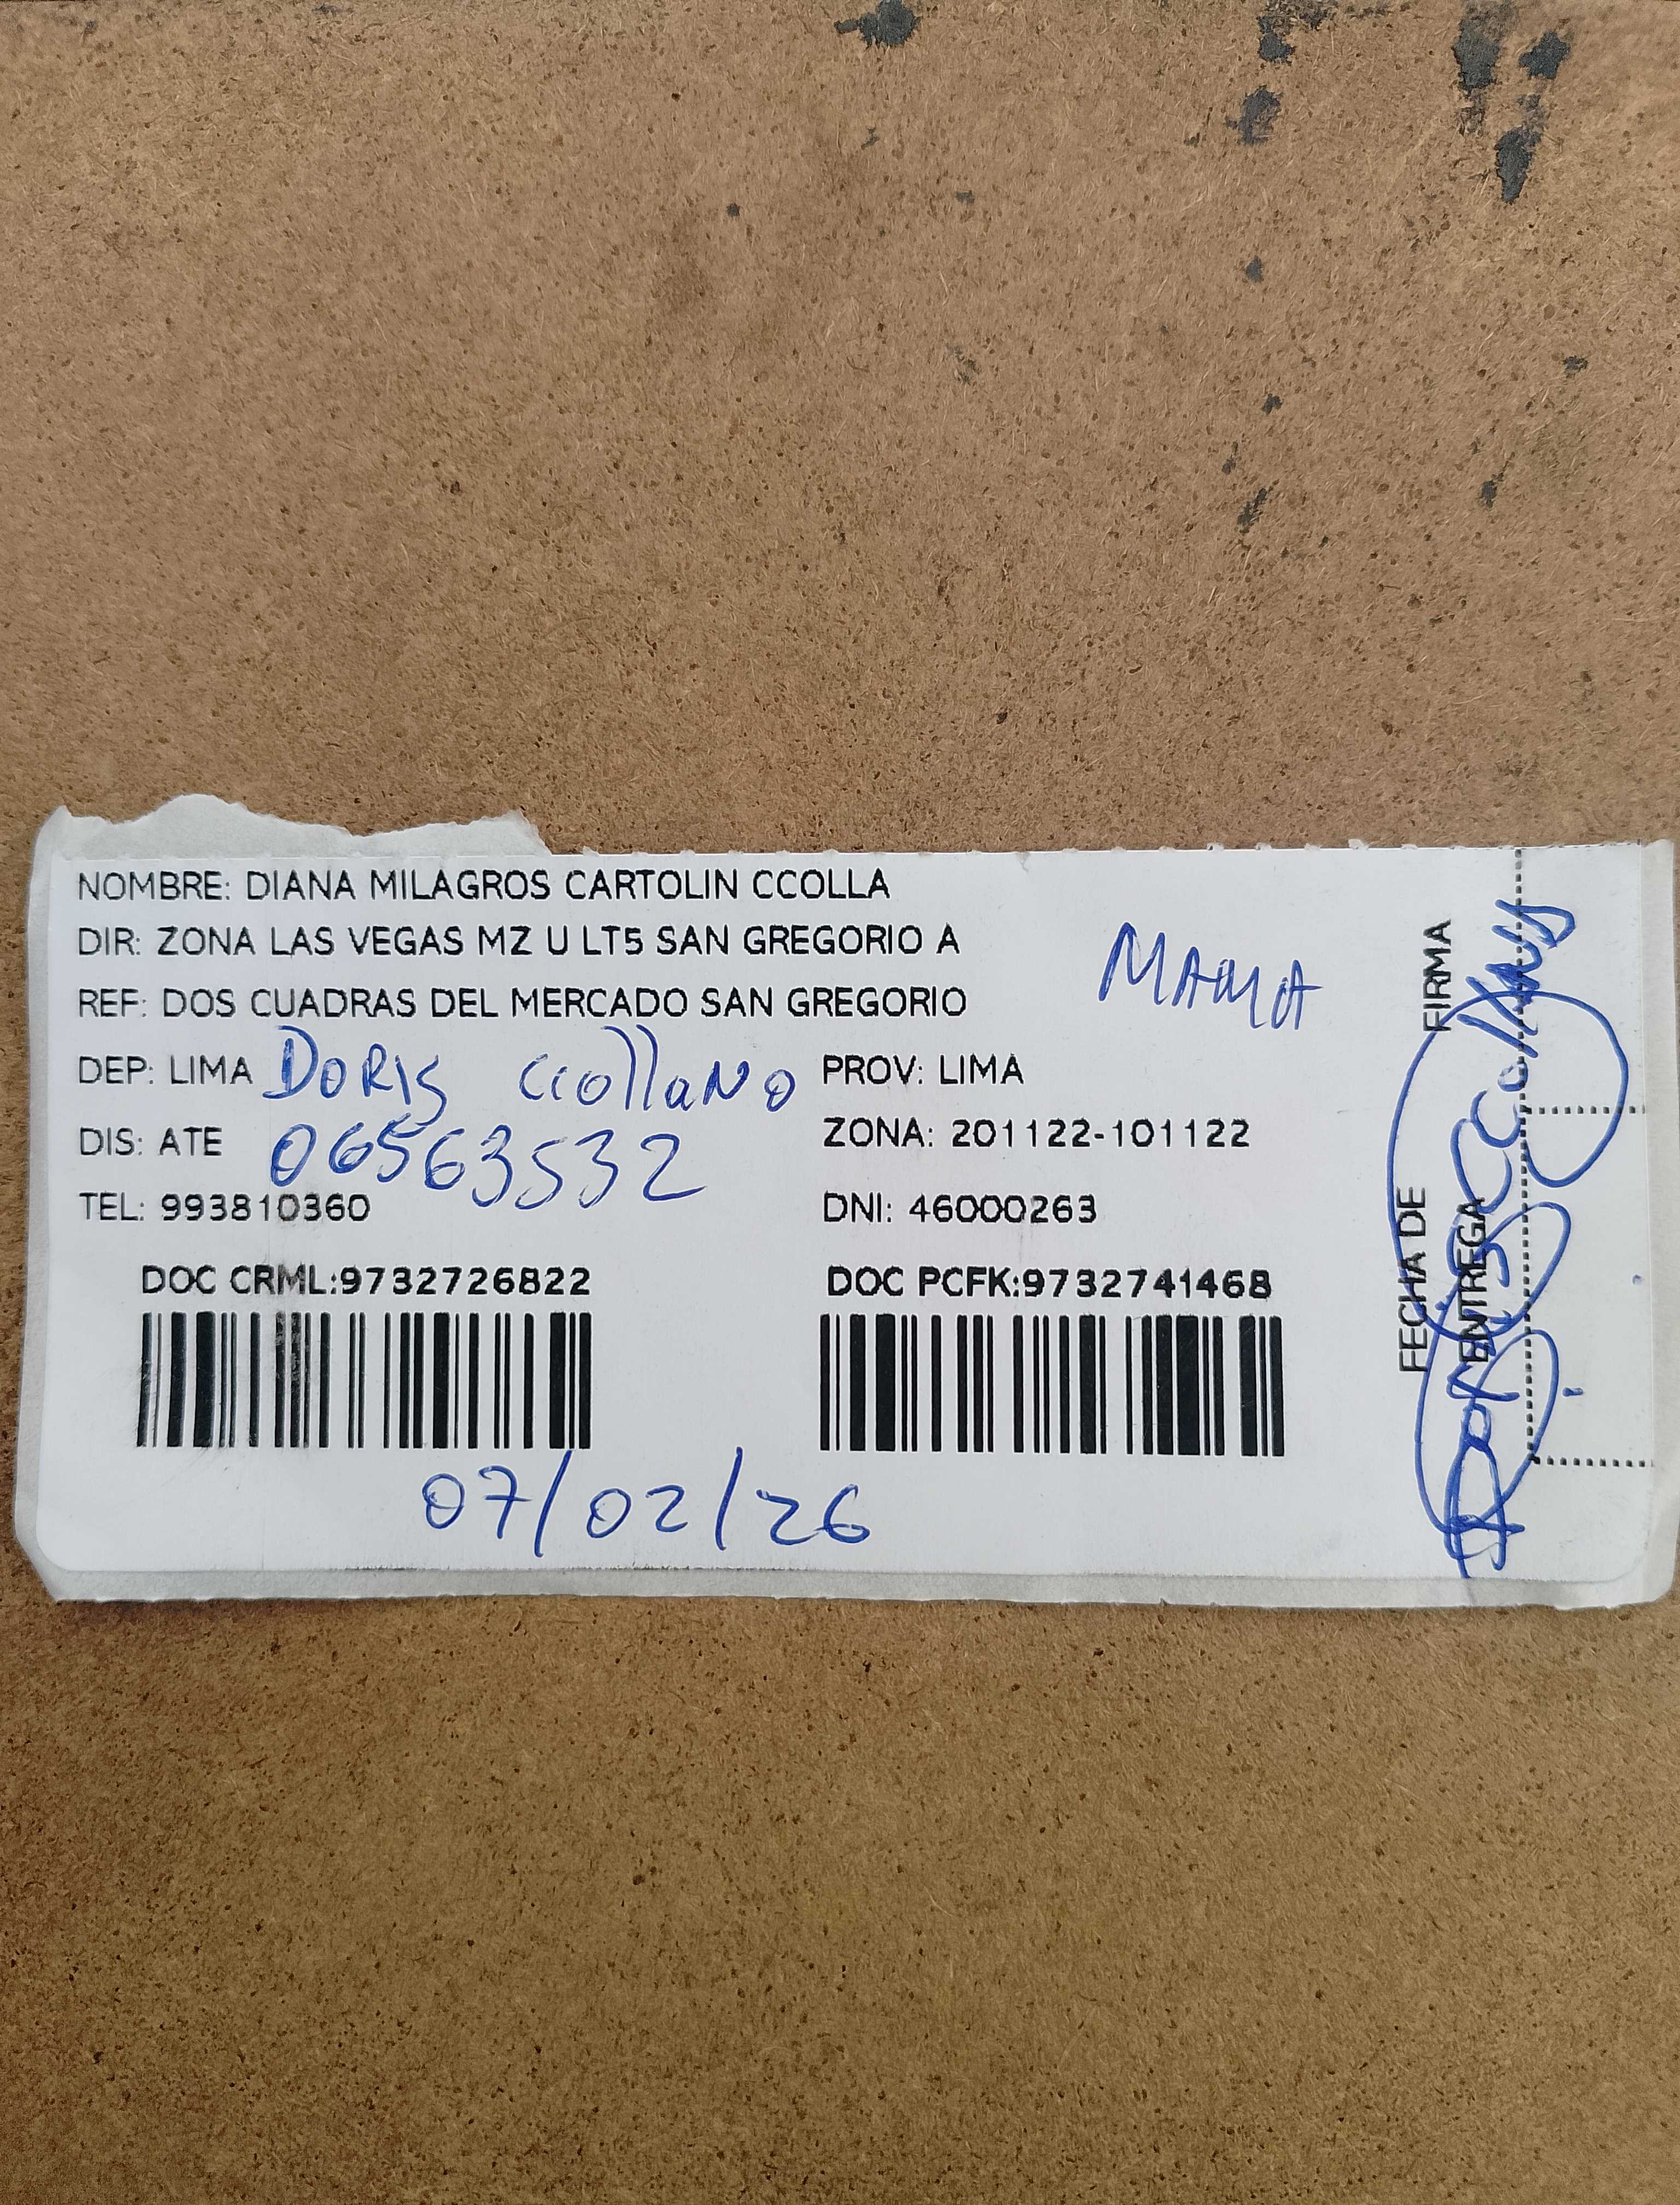 NOMBRE: DIANA MILAGROS CARTOLIN CCOLLA
DIR: ZONA LAS VEGAS MZ U LT5 SAN GREGORIO A
MAMA
REF: DOS CUADRAS DEL MERCADO SAN GREGORIO
DEP: LIMA Doris CcollaNo PROV: LIMA
DIS: ATE 06563532 ZONA: 201122-101122
TEL: 993810360 DNI: 46000263
DOC CRML:9732726822 DOC PCFK:9732741468
07/02/26
FIRMA
FECHA DE
ENTREGA